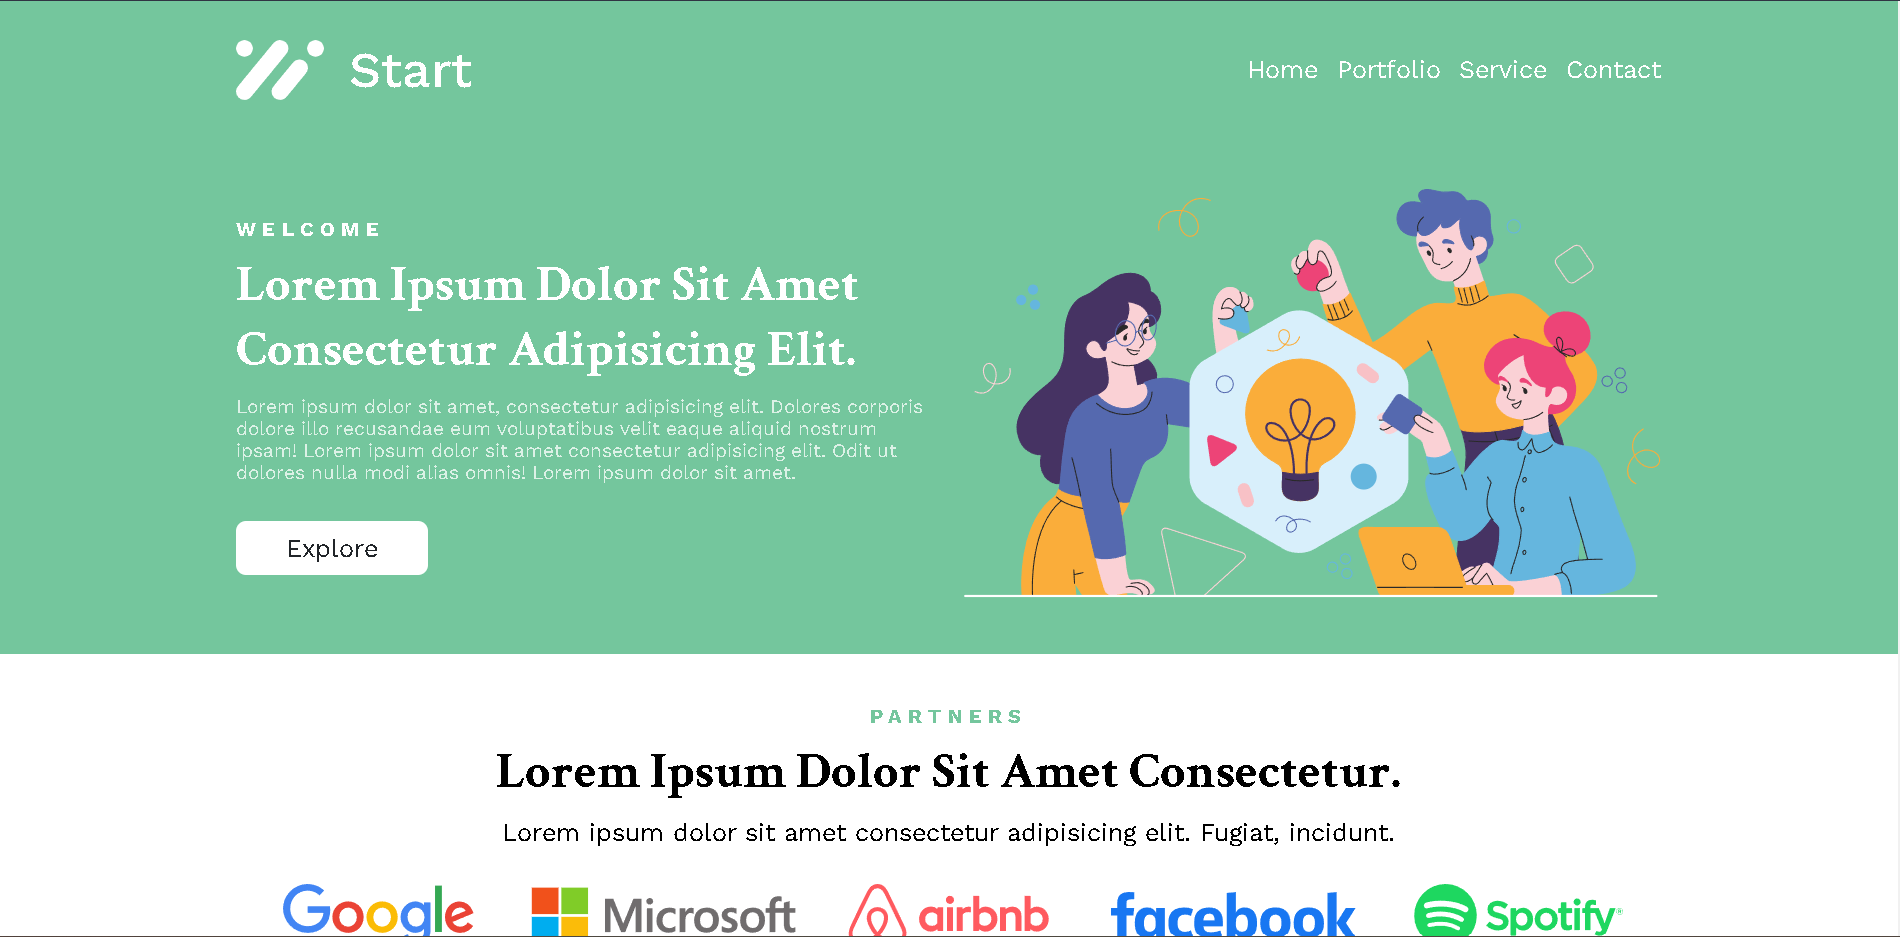 Start
Home Portfolio Service Contact
WELCOME
Lorem Ipsum Dolor Sit Amet
Consectetur Adipisicing Elit.
Lorem ipsum dolor sit amet, consectetur adipisicing elit. Dolores corporis
dolore illo recusandae eum voluptatibus velit eaque aliquid nostrum
ipsam! Lorem ipsum dolor sit amet consectetur adipisicing elit. Odit ut
dolores nulla modi alias omnis! Lorem ipsum dolor sit amet.
Explore
PARTNERS
Lorem Ipsum Dolor Sit Amet Consectetur.
Lorem ipsum dolor sit amet consectetur adipisicing elit. Fugiat, incidunt.
Google Microsoft airbnb facebook Spotify®